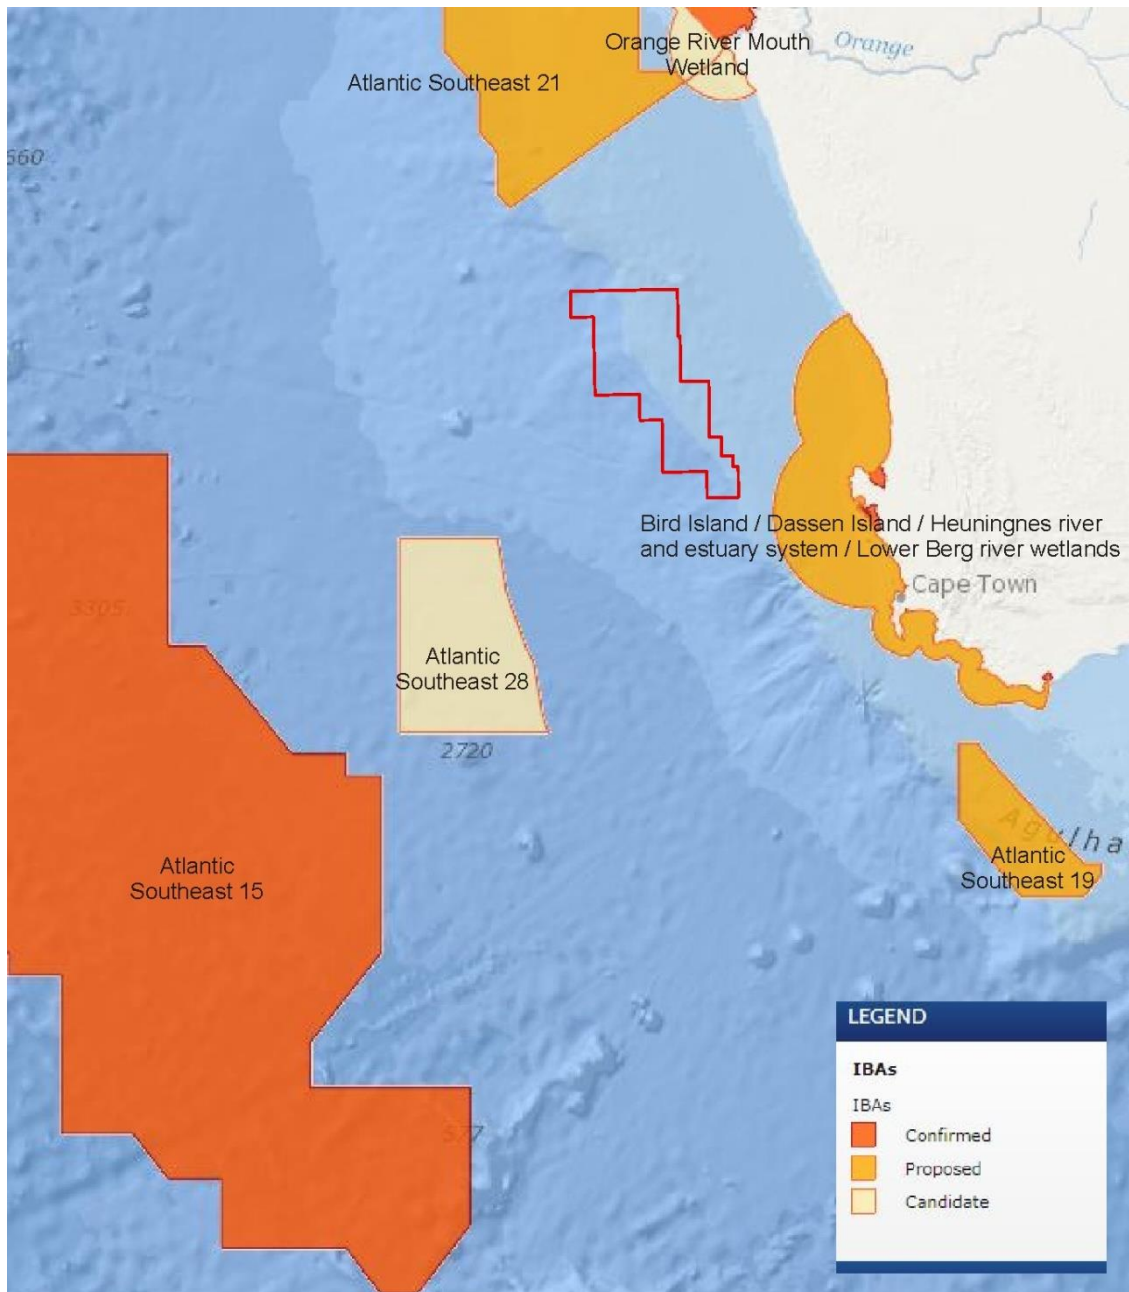 Orange River Mouth
Wetland
Orange
Atlantic Southeast 21
660
Bird Island / Dassen Island / Heuningnes river
and estuary system / Lower Berg river wetlands
Cape Town
3305
Atlantic
Southeast 28
2720
Agulha
Atlantic
Southeast 19
Atlantic
Southeast 15
577
LEGEND
IBAs
IBAs
Confirmed
Proposed
Candidate